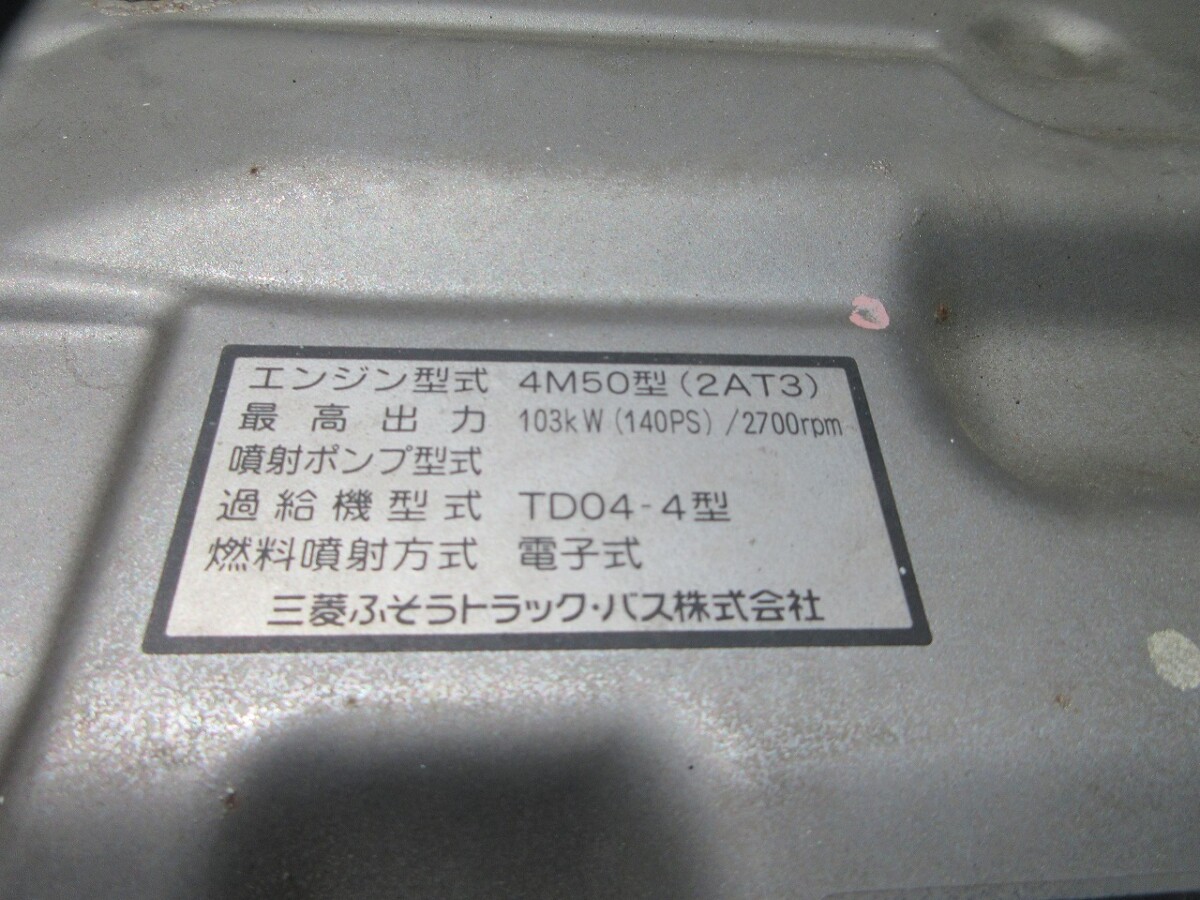 エンジン型式 4M50型(2AT3)
最高出力 103kW(140PS)/2700rpm
噴射ポンプ型式
過給機型式 TD04-4型
燃料噴射方式 電子式
三菱ふそうトラック・バス株式会社